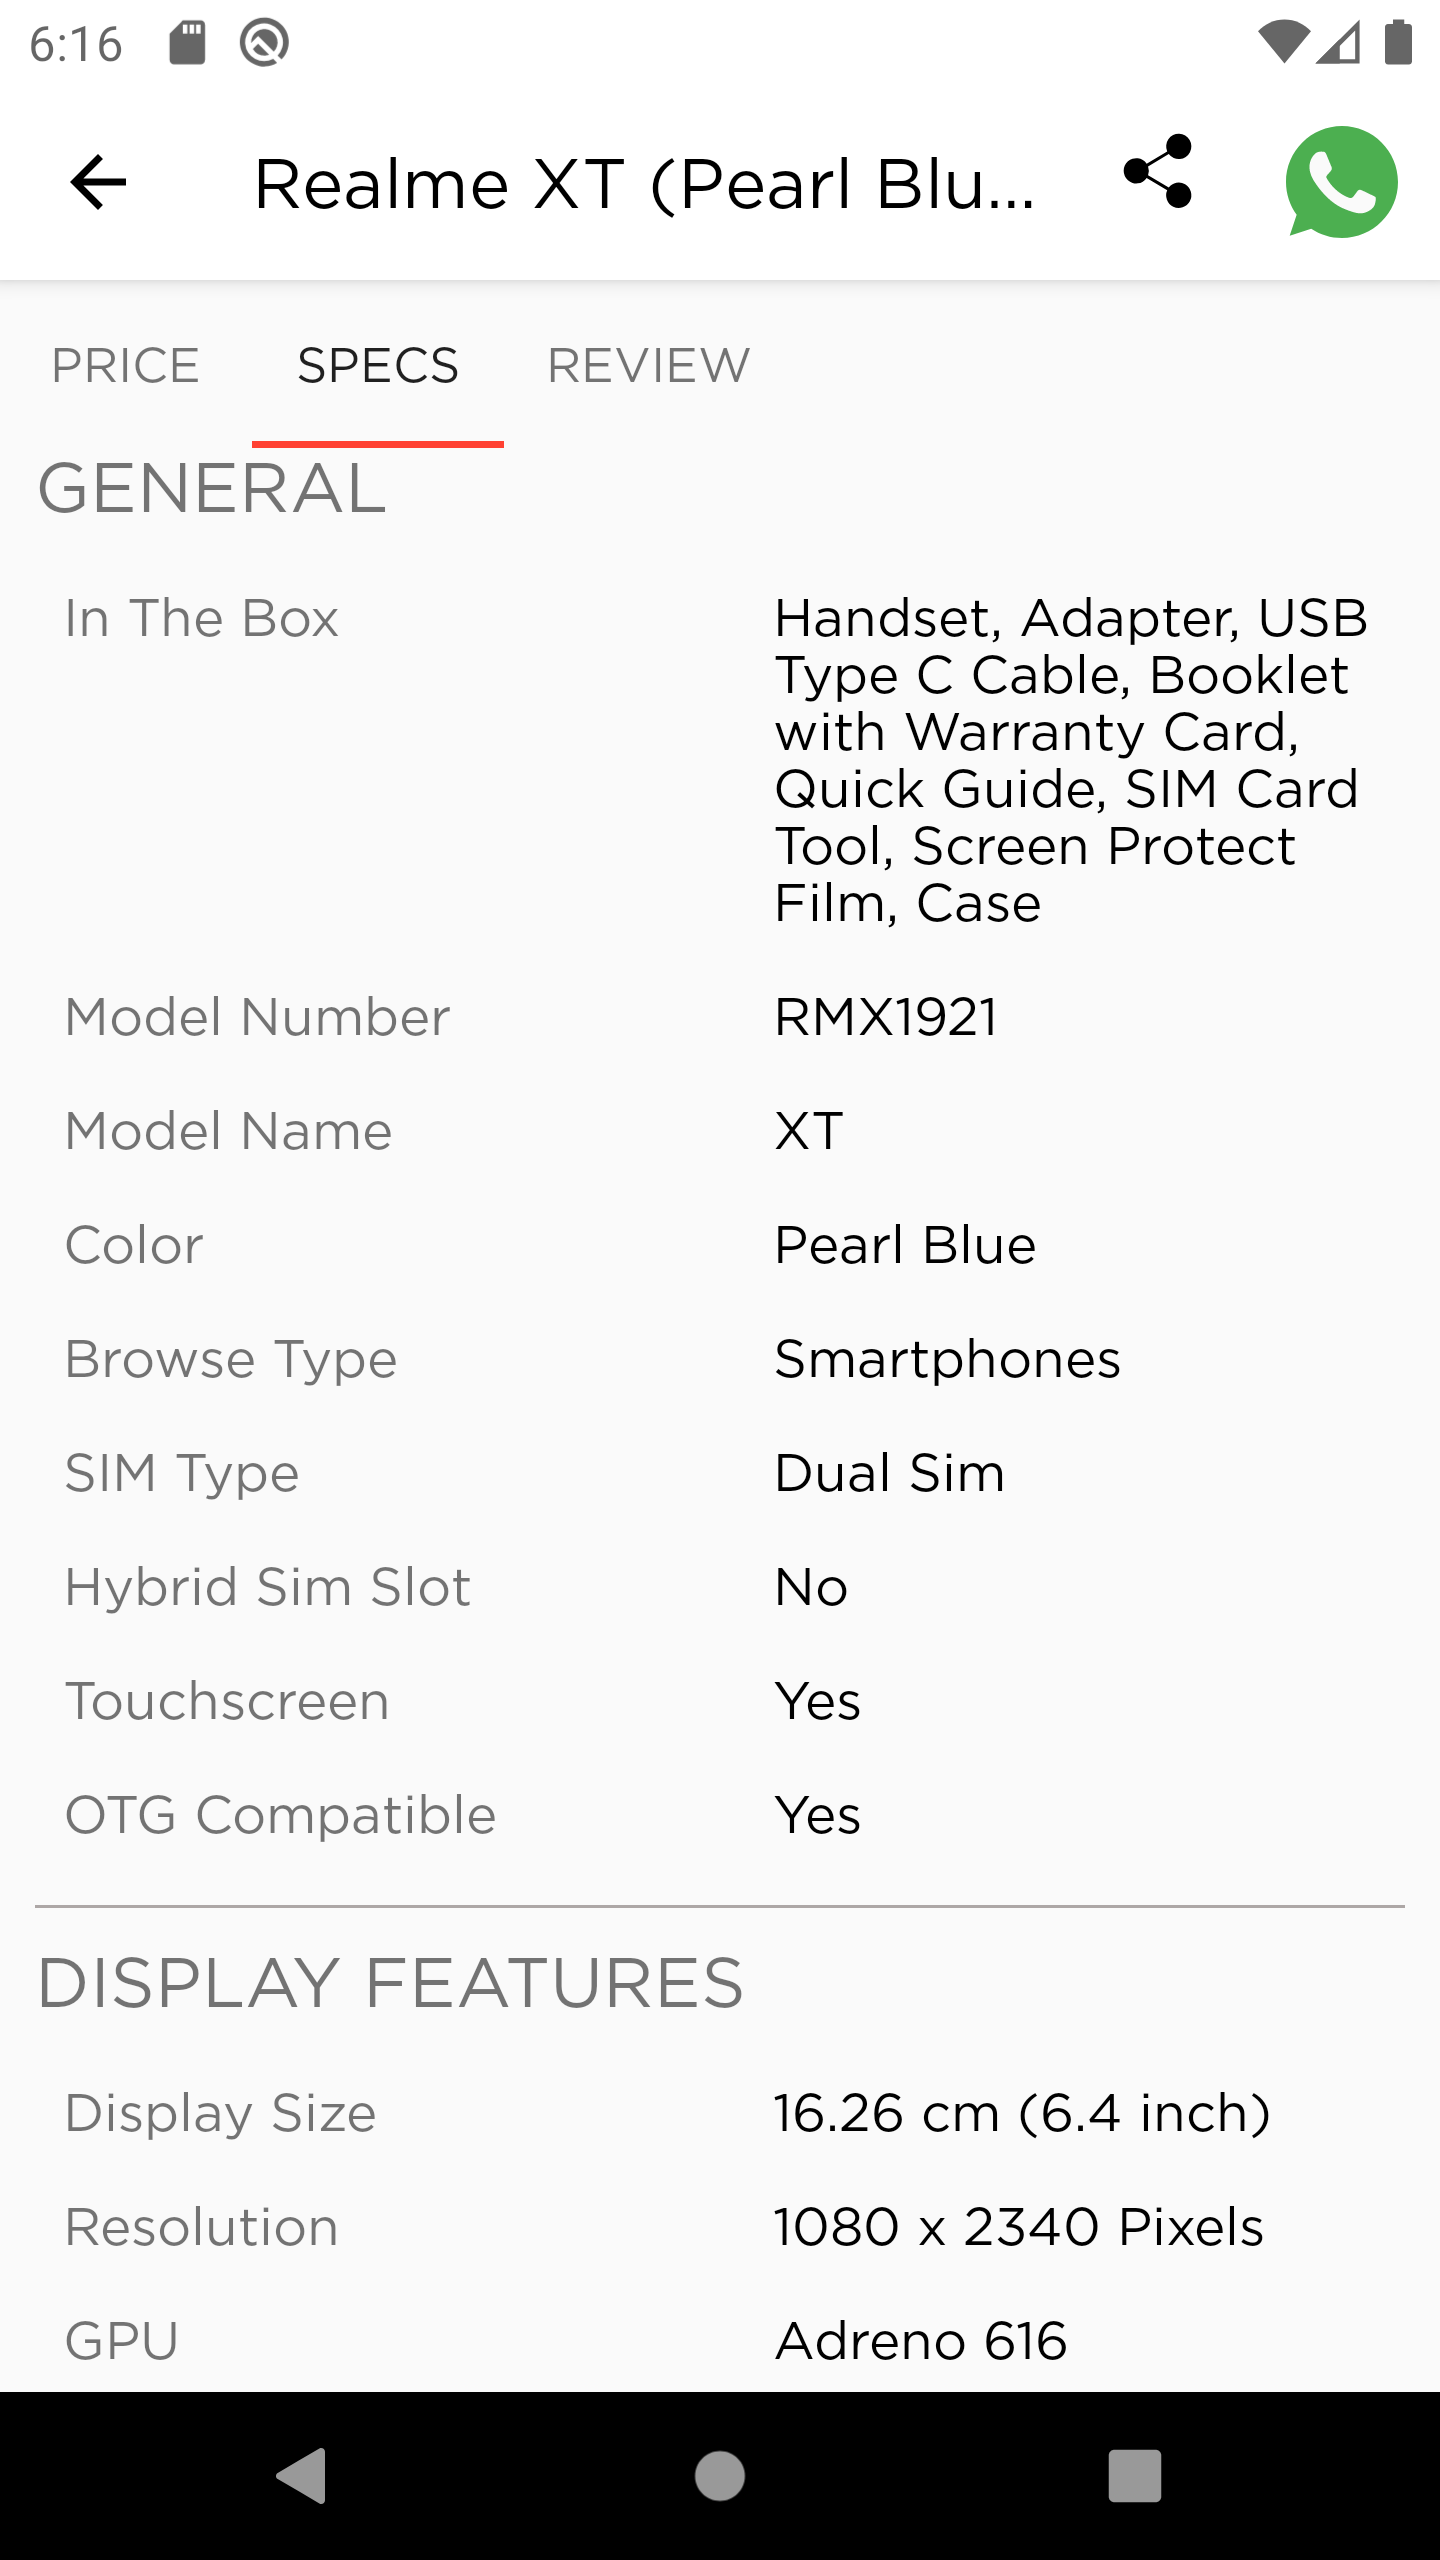 6:16
Realme XT (Pearl Blu...
PRICE SPECS REVIEW
GENERAL
In The Box Handset, Adapter, USB
Type C Cable, Booklet
with Warranty Card,
Quick Guide, SIM Card
Tool, Screen Protect
Film, Case
Model Number RMX1921
Model Name XT
Color Pearl Blue
Browse Type Smartphones
SIM Type Dual Sim
Hybrid Sim Slot No
Touchscreen Yes
OTG Compatible Yes
DISPLAY FEATURES
Display Size 16.26 cm (6.4 inch)
Resolution 1080 x 2340 Pixels
GPU Adreno 616